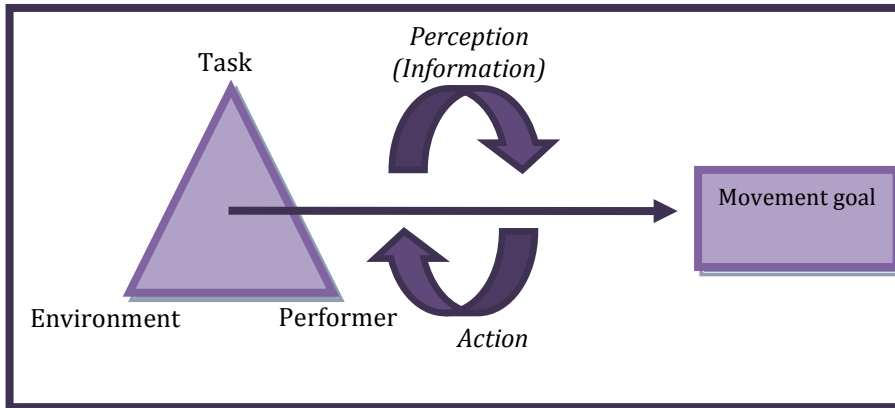 Perception
(Information)
Task
Movement goal
Environment
Performer
Action